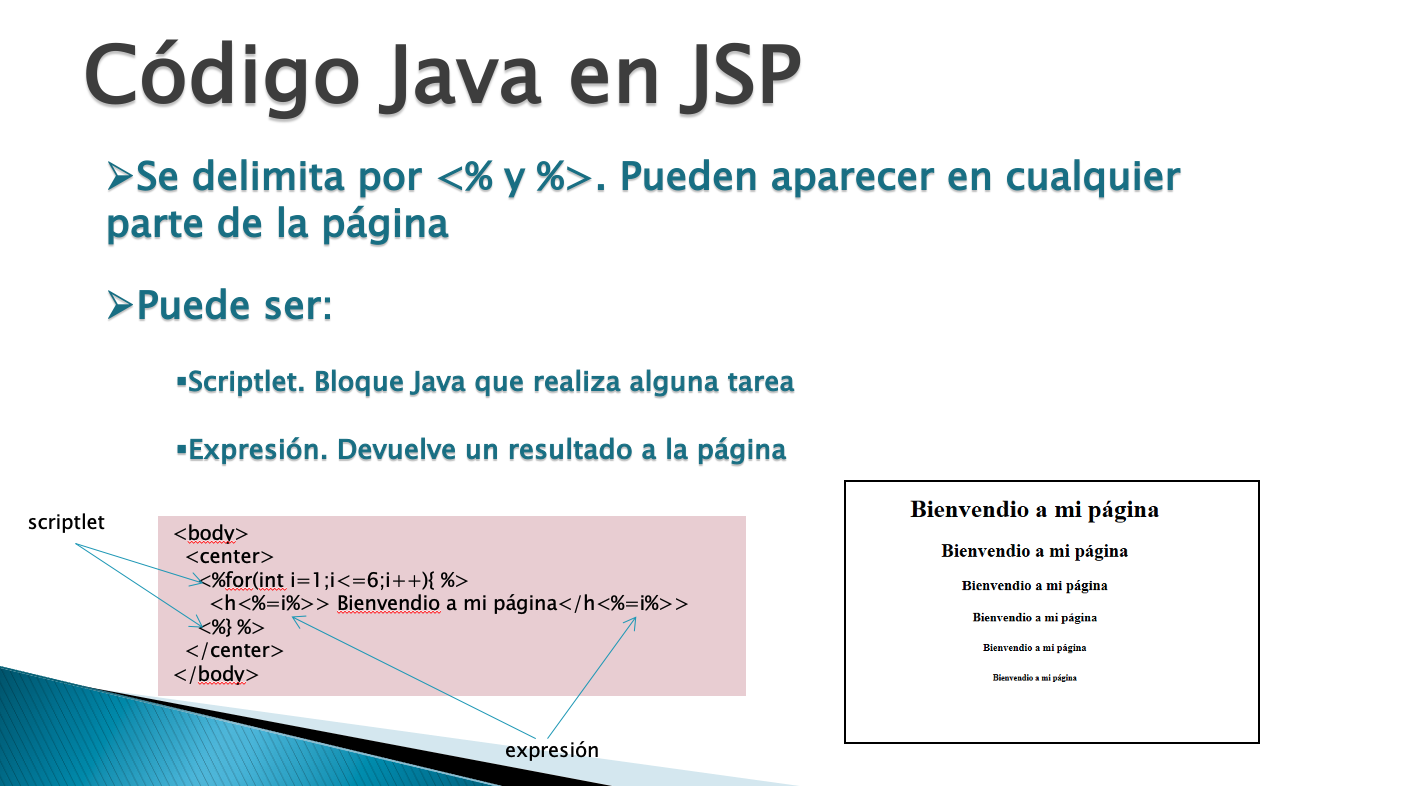 Código Java en JSP
➢Se delimita por <% y %>. Pueden aparecer en cualquier
parte de la página
➢Puede ser:
▪Scriptlet. Bloque Java que realiza alguna tarea
▪Expresión. Devuelve un resultado a la página
scriptlet
<body>
<center>
<%for(int i=1;i<=6;i++){ %>
<h<%=i%>> Bienvendio a mi página</h<%=i%>>
<%} %>
</center>
</body>
expresión
Bienvendio a mi página
Bienvendio a mi página
Bienvendio a mi página
Bienvendio a mi página
Bienvendio a mi página
Bienvendio a mi página